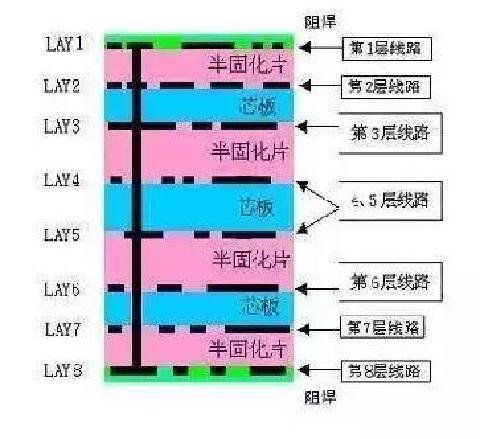 阻焊
LAY1 第1层线路
半固化片
LAY2 第2层线路
芯板
LAY3 第3层线路
半固化片
LAY4
芯板 4、5层线路
LAY5
半固化片
LAY6 第6层线路
芯板
LAY7 第7层线路
半固化片
LAY8 第8层线路
阻焊